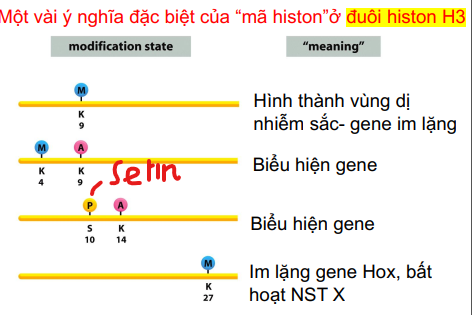 Một vài ý nghĩa đặc biệt của “mã histon”ở đuôi histon H3
modification state
“meaning”
M
K
9
Hình thành vùng dị
nhiễm sắc- gene im lặng
M A
K K
4 9
Biểu hiện gene
serin
P A
S K
10 14
Biểu hiện gene
M
K
27
Im lặng gene Hox, bất
hoạt NST X